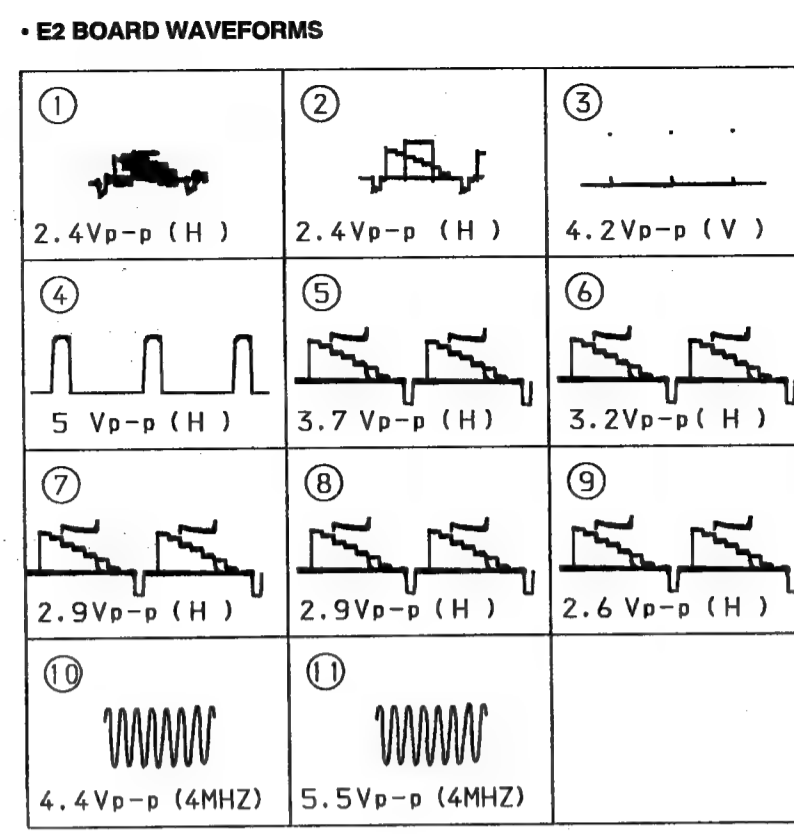 • E2 BOARD WAVEFORMS
① ② ③
2.4Vp-p (H) 2.4Vp-p (H) 4.2Vp-p (V)
④ ⑤ ⑥
5 Vp-p (H) 3.7 Vp-p (H) 3.2Vp-p (H)
⑦ ⑧ ⑨
2.9Vp-p (H) 2.9Vp-p (H) 2.6 Vp-p (H)
⑩ ⑪
4.4Vp-p (4MHZ) 5.5Vp-p (4MHZ)